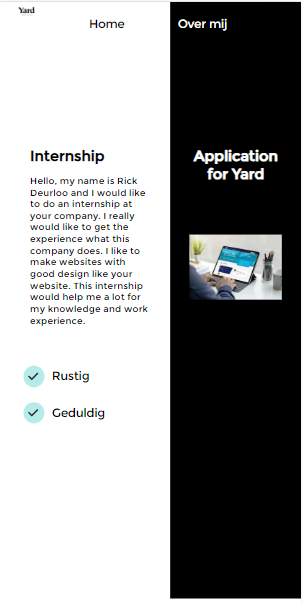 Yard
Home
Over mij
Internship
Hello, my name is Rick
Deurloo and I would like
to do an internship at
your company. I really
would like to get the
experience what this
company does. I like to
make websites with
good design like your
website. This internship
would help me a lot for
my knowledge and work
experience.
Rustig
Geduldig
Application
for Yard